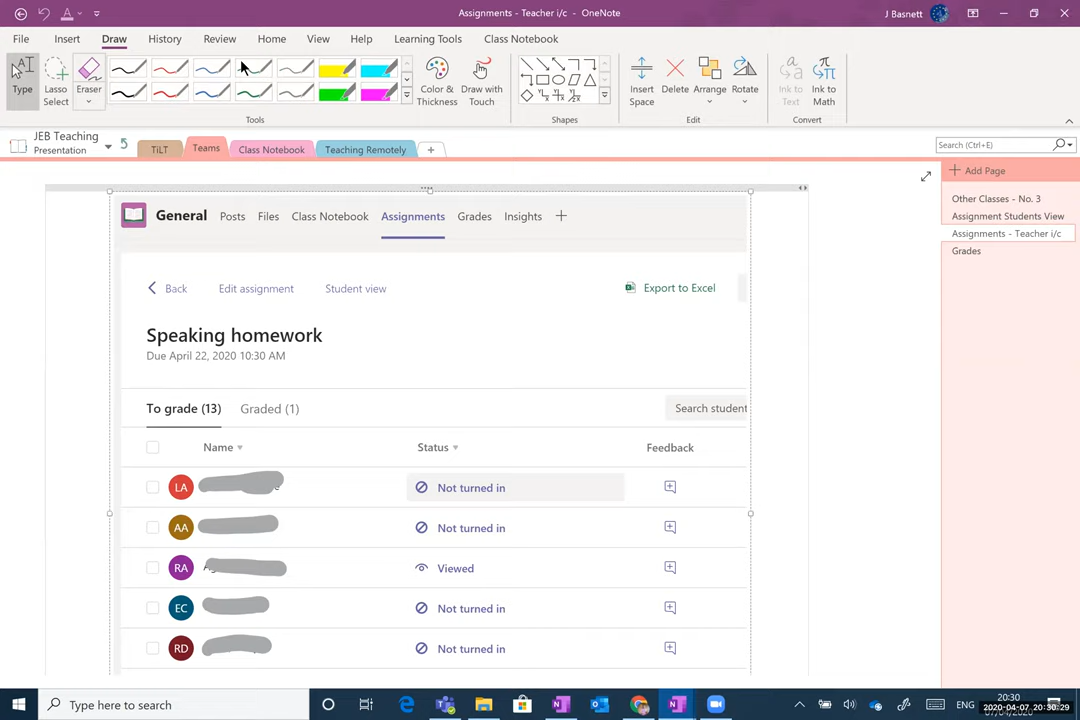 Assignments - Teacher i/c - OneNote
J Basnett
File Insert Draw History Review Home View Help Learning Tools Class Notebook
Type
Lasso Select
Eraser
Color & Thickness
Draw with Touch
Insert Space
Delete
Arrange
Rotate
Ink to Text
Ink to Math
Tools
Shapes
Edit
Convert
JEB Teaching
Presentation
TiLT Teams Class Notebook Teaching Remotely +
Search (Ctrl+E)
Add Page
Other Classes - No. 3
Assignment Students View
Assignments - Teacher i/c
Grades
General Posts Files Class Notebook Assignments Grades Insights
Back Edit assignment Student view Export to Excel
Speaking homework
Due April 22, 2020 10:30 AM
To grade (13) Graded (1) Search student
Name Status Feedback
LA Not turned in
AA Not turned in
RA Viewed
EC Not turned in
RD Not turned in
Type here to search
ENG
20:30
2020-04-07 20:30:29